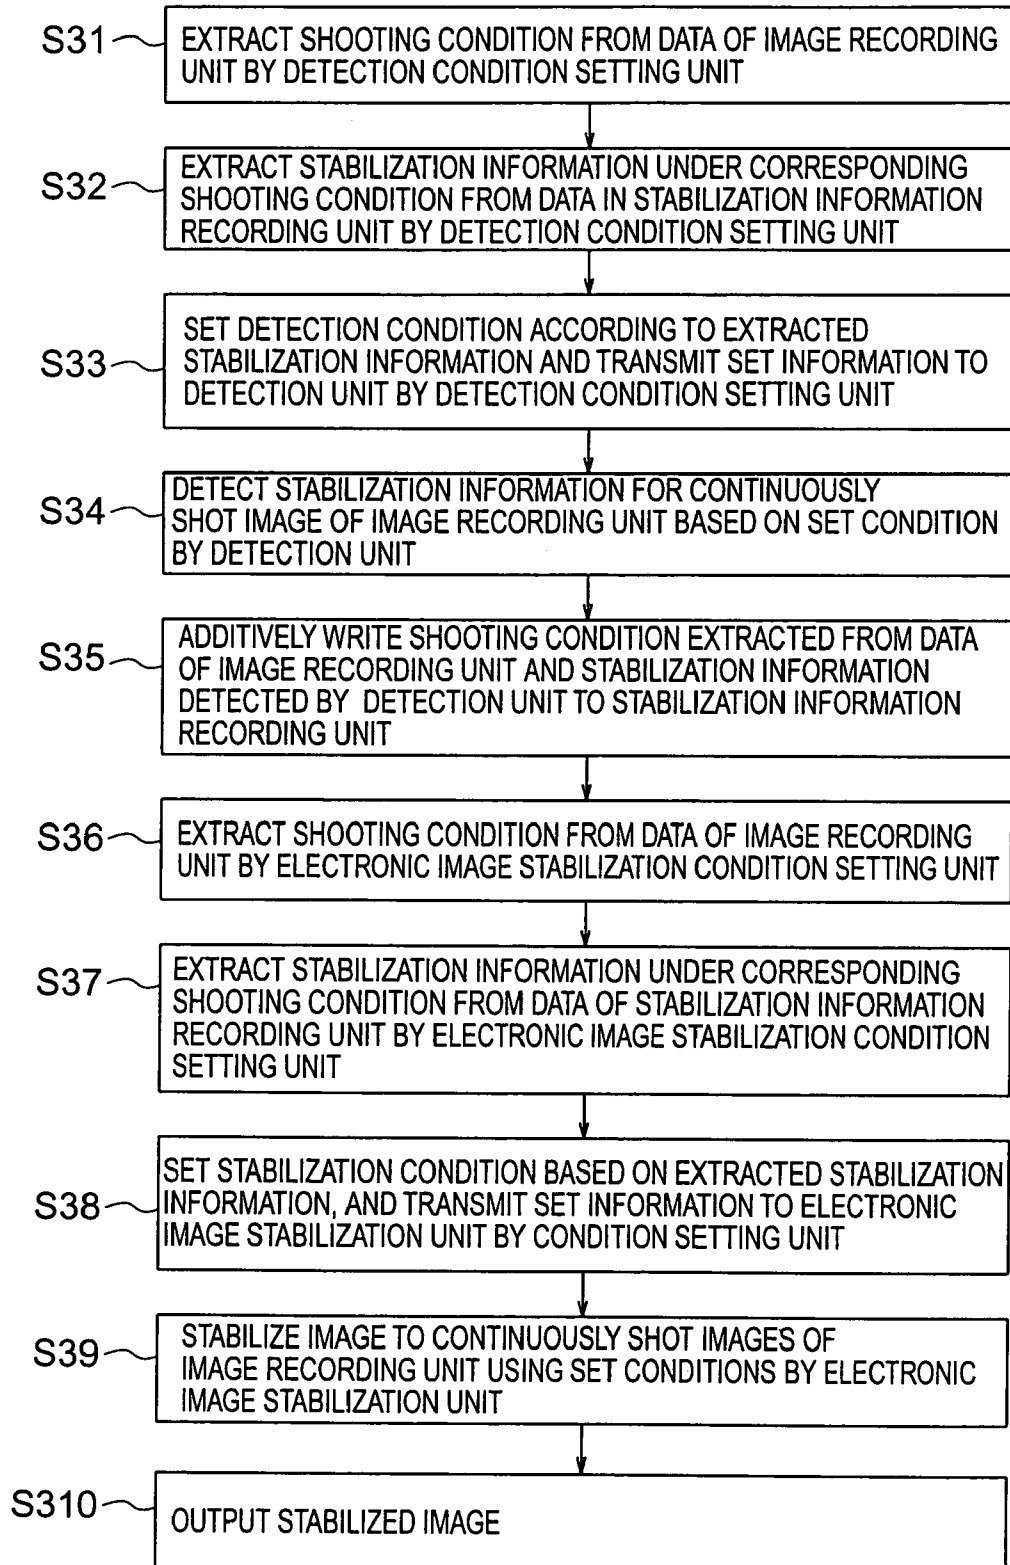 S31
EXTRACT SHOOTING CONDITION FROM DATA OF IMAGE RECORDING
UNIT BY DETECTION CONDITION SETTING UNIT
S32
EXTRACT STABILIZATION INFORMATION UNDER CORRESPONDING
SHOOTING CONDITION FROM DATA IN STABILIZATION INFORMATION
RECORDING UNIT BY DETECTION CONDITION SETTING UNIT
S33
SET DETECTION CONDITION ACCORDING TO EXTRACTED
STABILIZATION INFORMATION AND TRANSMIT SET INFORMATION TO
DETECTION UNIT BY DETECTION CONDITION SETTING UNIT
S34
DETECT STABILIZATION INFORMATION FOR CONTINUOUSLY
SHOT IMAGE OF IMAGE RECORDING UNIT BASED ON SET CONDITION
BY DETECTION UNIT
S35
ADDITIVELY WRITE SHOOTING CONDITION EXTRACTED FROM DATA
OF IMAGE RECORDING UNIT AND STABILIZATION INFORMATION
DETECTED BY DETECTION UNIT TO STABILIZATION INFORMATION
RECORDING UNIT
S36
EXTRACT SHOOTING CONDITION FROM DATA OF IMAGE RECORDING
UNIT BY ELECTRONIC IMAGE STABILIZATION CONDITION SETTING UNIT
S37
EXTRACT STABILIZATION INFORMATION UNDER CORRESPONDING
SHOOTING CONDITION FROM DATA OF STABILIZATION INFORMATION
RECORDING UNIT BY ELECTRONIC IMAGE STABILIZATION CONDITION
SETTING UNIT
S38
SET STABILIZATION CONDITION BASED ON EXTRACTED STABILIZATION
INFORMATION, AND TRANSMIT SET INFORMATION TO ELECTRONIC
IMAGE STABILIZATION UNIT BY CONDITION SETTING UNIT
S39
STABILIZE IMAGE TO CONTINUOUSLY SHOT IMAGES OF
IMAGE RECORDING UNIT USING SET CONDITIONS BY ELECTRONIC
IMAGE STABILIZATION UNIT
S310
OUTPUT STABILIZED IMAGE